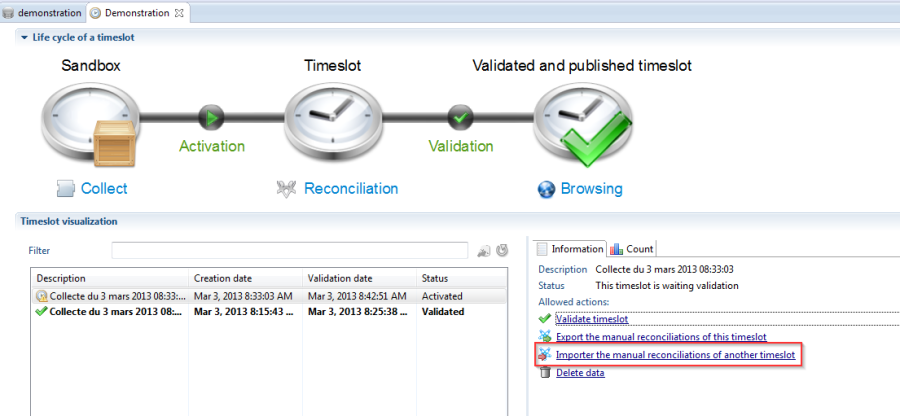 demonstration Demonstration
Life cycle of a timeslot
Sandbox Timeslot Validated and published timeslot
Activation Validation
Collect Reconciliation Browsing
Timeslot visualization
Filter
Description Creation date Validation date Status
Collecte du 3 mars 2013 08:33:... Mar 3, 2013 8:33:03 AM Mar 3, 2013 8:42:51 AM Activated
Collecte du 3 mars 2013 08:... Mar 3, 2013 8:15:43 ... Mar 3, 2013 8:25:38 ... Validated
Information Count
Description Collecte du 3 mars 2013 08:33:03
Status This timeslot is waiting validation
Allowed actions:
Validate timeslot
Export the manual reconciliations of this timeslot
Importer the manual reconciliations of another timeslot
Delete data